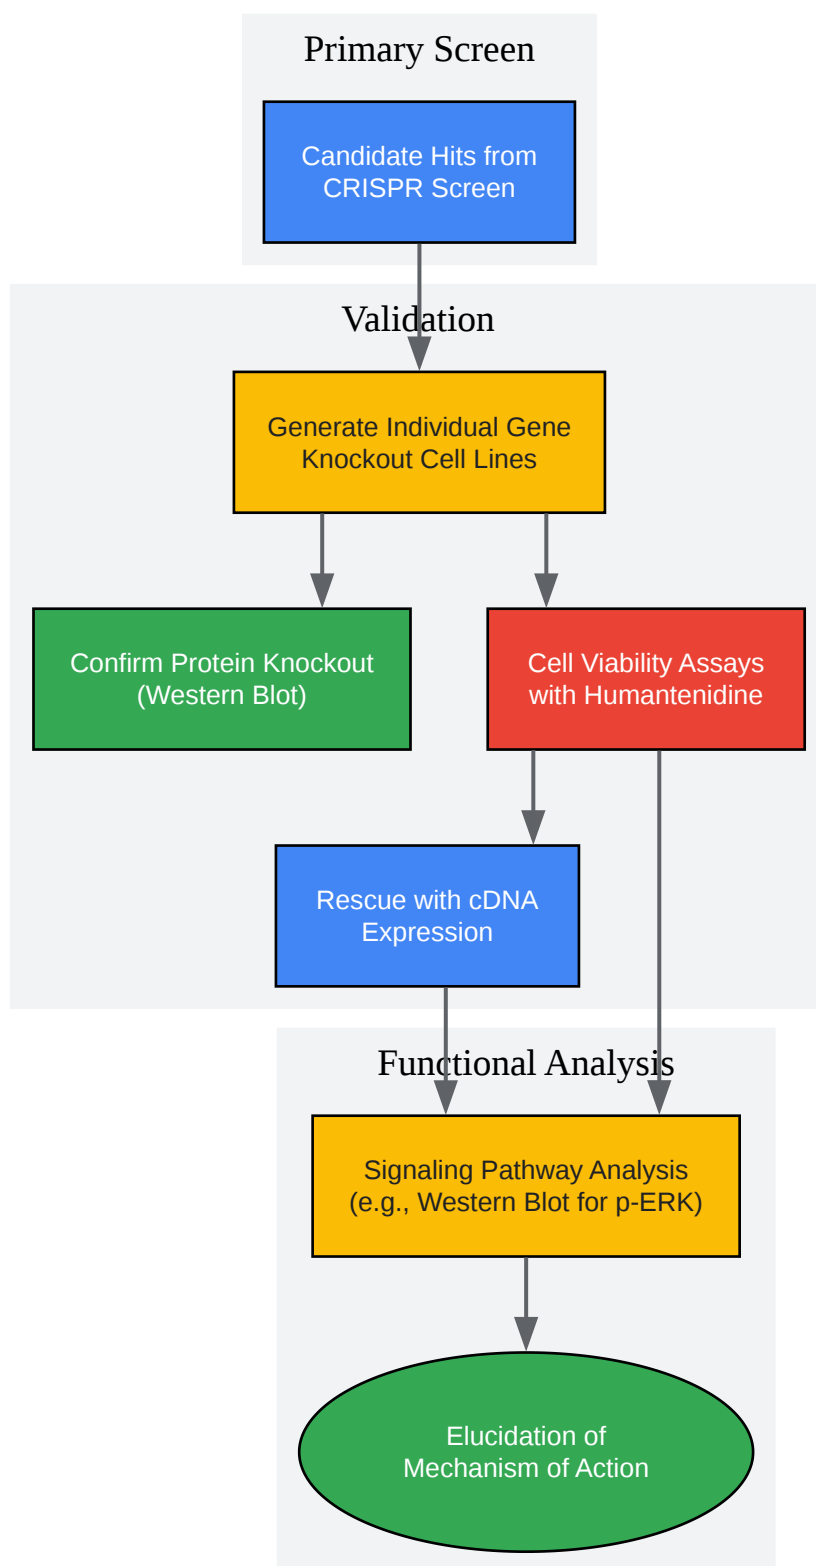 Primary Screen
Candidate Hits from
CRISPR Screen
Validation
Generate Individual Gene
Knockout Cell Lines
Confirm Protein Knockout
(Western Blot)
Cell Viability Assays
with Humantenidine
Rescue with cDNA
Expression
Functional Analysis
Signaling Pathway Analysis
(e.g., Western Blot for p-ERK)
Elucidation of
Mechanism of Action